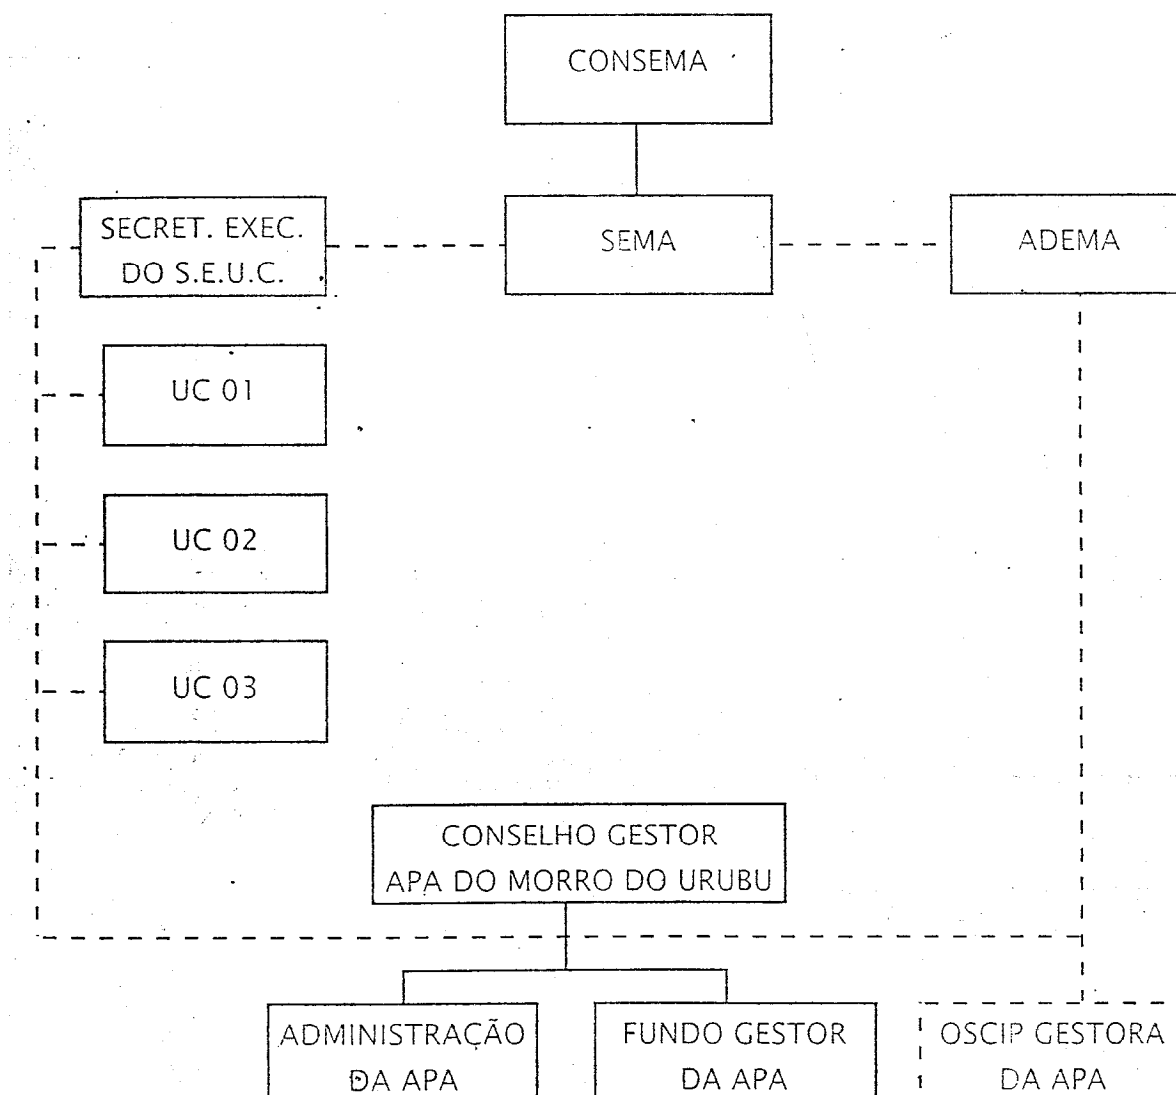 CONSEMA
SECRET. EXEC.
DO S.E.U.C.
SEMA
ADEMA
UC 01
UC 02
UC 03
CONSELHO GESTOR
APA DO MORRO DO URUBU
ADMINISTRAÇÃO
DA APA
FUNDO GESTOR
DA APA
OSCIP GESTORA
DA APA